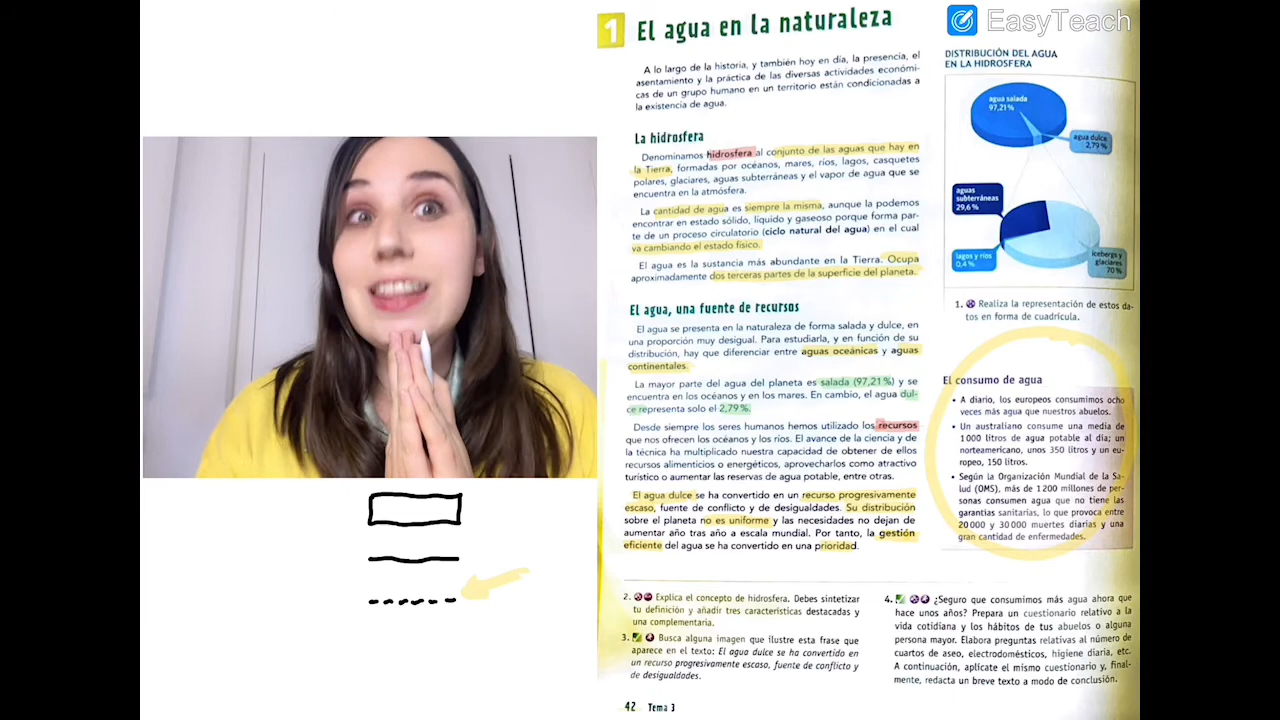 EasyTeach
1 El agua en la naturaleza
A lo largo de la historia, y también hoy en día, la presencia, el
asentamiento y la práctica de las diversas actividades económi-
cas de un grupo humano en un territorio están condicionadas a
la existencia de agua.
La hidrosfera
Denominamos hidrosfera al conjunto de las aguas que hay en
la Tierra, formadas por océanos, mares, ríos, lagos, casquetes
polares, glaciares, aguas subterráneas y el vapor de agua que se
encuentra en la atmósfera.
La cantidad de agua es siempre la misma, aunque la podemos
encontrar en estado sólido, líquido y gaseoso porque forma par-
te de un proceso circulatorio (ciclo natural del agua) en el cual
va cambiando el estado físico.
El agua es la sustancia más abundante en la Tierra. Ocupa
aproximadamente dos terceras partes de la superficie del planeta.
El agua, una fuente de recursos
El agua se presenta en la naturaleza de forma salada y dulce, en
una proporción muy desigual. Para estudiarla, y en función de su
distribución, hay que diferenciar entre aguas oceánicas y aguas
continentales.
La mayor parte del agua del planeta es salada (97,21%) y se
encuentra en los océanos y en los mares. En cambio, el agua dul-
ce representa solo el 2,79%.
Desde siempre los seres humanos hemos utilizado los recursos
que nos ofrecen los océanos y los ríos. El avance de la ciencia y de
la técnica ha multiplicado nuestra capacidad de obtener de ellos
recursos alimenticios o energéticos, aprovecharlos como atractivo
turístico o aumentar las reservas de agua potable, entre otras.
El agua dulce se ha convertido en un recurso progresivamente
escaso, fuente de conflicto y de desigualdades. Su distribución
sobre el planeta no es uniforme y las necesidades no dejan de
aumentar año tras año a escala mundial. Por tanto, la gestión
eficiente del agua se ha convertido en una prioridad.
DISTRIBUCIÓN DEL AGUA
EN LA HIDROSFERA
agua salada
97,21%
agua dulce
2,79%
aguas
subterráneas
29,6%
lagos y ríos
0,4%
icebergs y
glaciares
70%
1. Realiza la representación de estos da-
tos en forma de cuadrícula.
El consumo de agua
• A diario, los europeos consumimos ocho
veces más agua que nuestros abuelos.
• Un australiano consume una media de
1000 litros de agua potable al día; un
norteamericano, unos 350 litros y un eu-
ropeo, 150 litros.
• Según la Organización Mundial de la Sa-
lud (OMS), más de 1200 millones de per-
sonas consumen agua que no tiene las
garantías sanitarias, lo que provoca entre
20000 y 30000 muertes diarias y una
gran cantidad de enfermedades.
2. Explica el concepto de hidrosfera. Debes sintetizar
tu definición y añadir tres características destacadas y
una complementaria.
3. Busca alguna imagen que ilustre esta frase que
aparece en el texto: El agua dulce se ha convertido en
un recurso progresivamente escaso, fuente de conflicto y
de desigualdades.
4. ¿Seguro que consumimos más agua ahora que
hace unos años? Prepara un cuestionario relativo a la
vida cotidiana y los hábitos de tus abuelos o alguna
persona mayor. Elabora preguntas relativas al número de
cuartos de aseo, electrodomésticos, higiene diaria, etc.
A continuación, aplícate el mismo cuestionario y, final-
mente, redacta un breve texto a modo de conclusión.
42 Tema 3